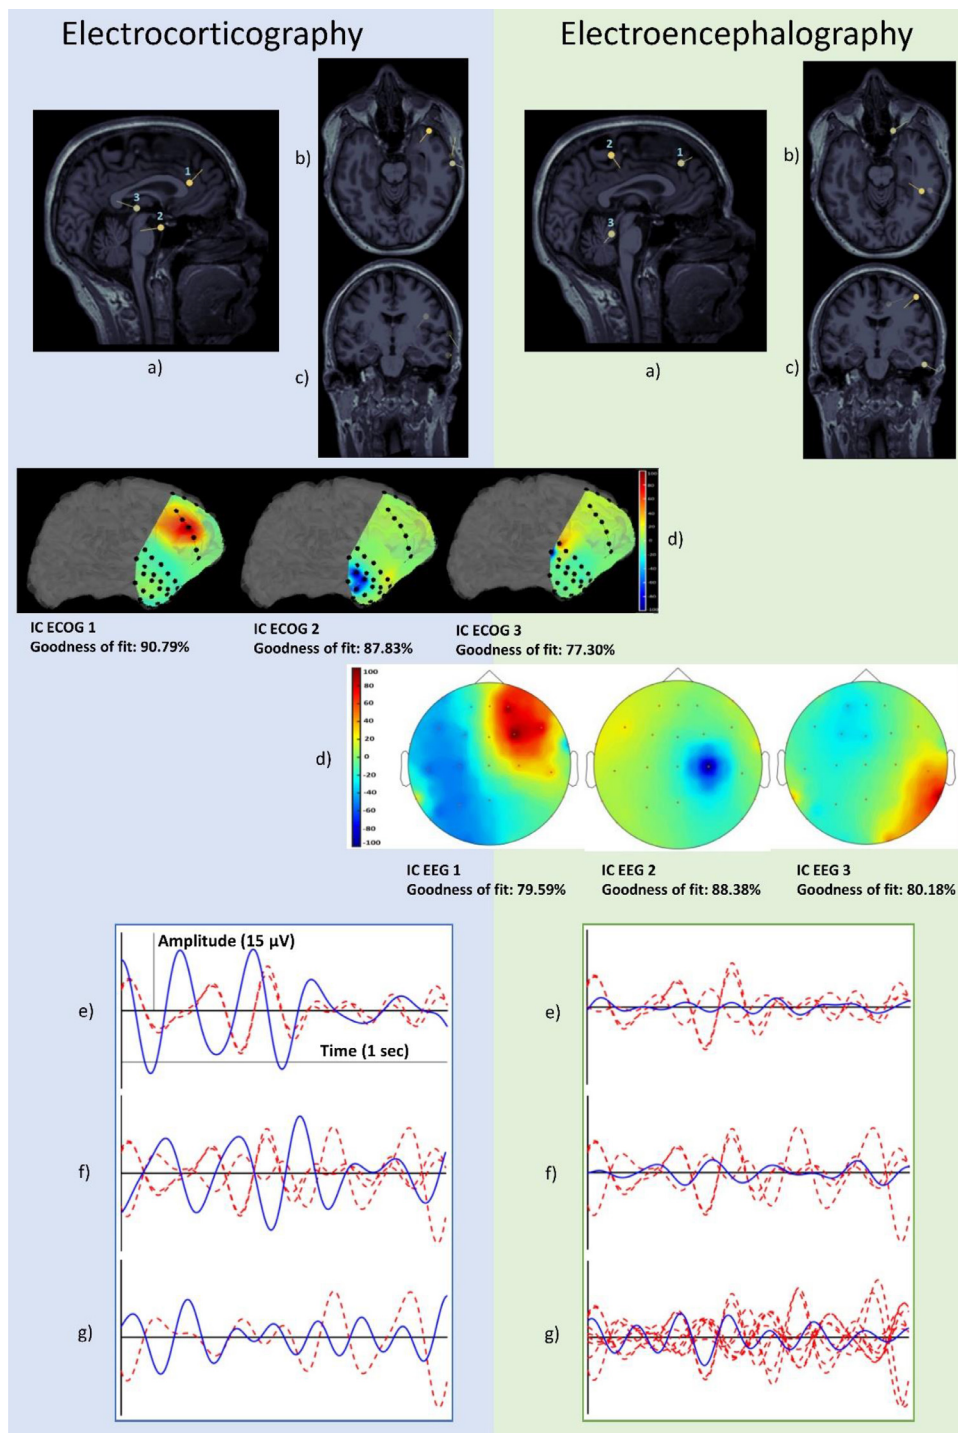 Electrocorticography
Electroencephalography
1
3
2
a)
b)
c)
2
1
3
a)
b)
c)
d)
IC ECOG 1
Goodness of fit: 90.79%
IC ECOG 2
Goodness of fit: 87.83%
IC ECOG 3
Goodness of fit: 77.30%
d)
100
80
60
40
20
0
-20
-40
-60
-80
-100
IC EEG 1
Goodness of fit: 79.59%
IC EEG 2
Goodness of fit: 88.38%
IC EEG 3
Goodness of fit: 80.18%
Amplitude (15 µV)
e)
Time (1 sec)
f)
g)
e)
f)
g)